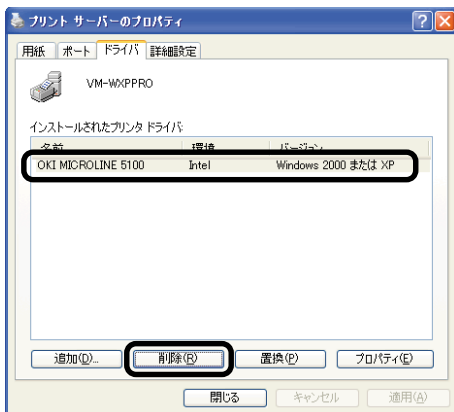 プリント サーバーのプロパティ
用紙 ポート ドライバ 詳細設定
VM-WXPPRO
インストールされたプリンタ ドライバ:
名前 環境 バージョン
OKI MICROLINE 5100 Intel Windows 2000 または XP
追加(D)... 削除(R) 置換(P) プロパティ(E)
閉じる キャンセル 適用(A)